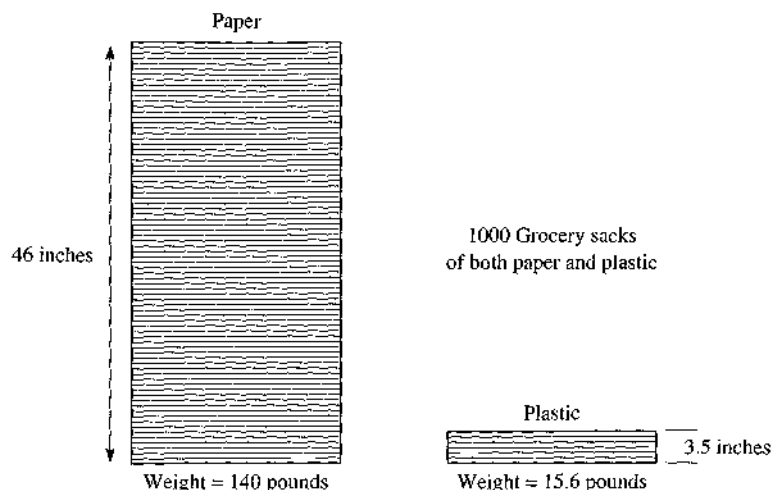 Paper
46 inches
1000 Grocery sacks
of both paper and plastic
Plastic
3.5 inches
Weight = 140 pounds
Weight = 15.6 pounds